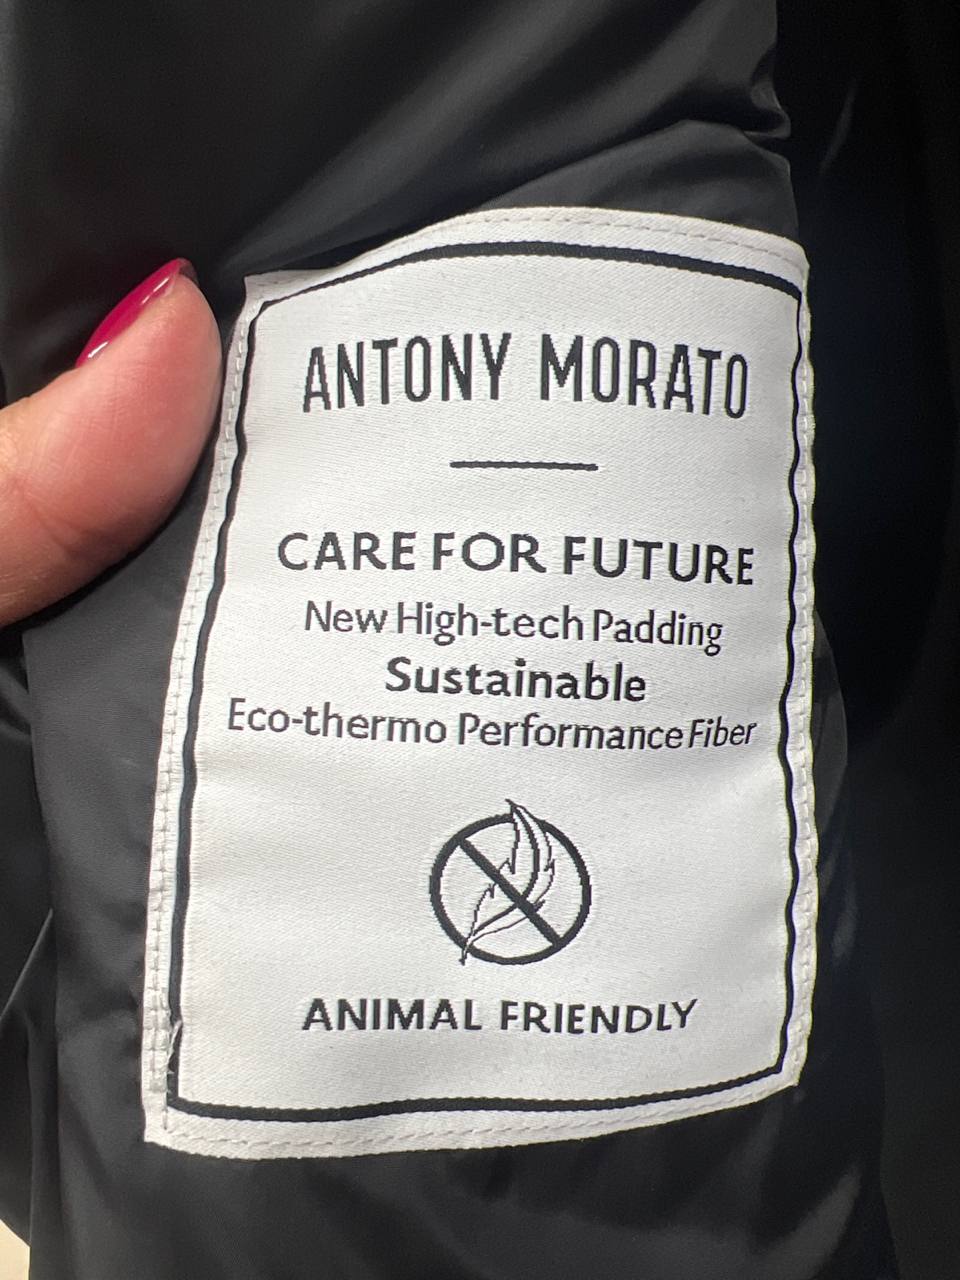 ANTONY MORATO
CARE FOR FUTURE
New High-tech Padding
Sustainable
Eco-thermo Performance Fiber
ANIMAL FRIENDLY